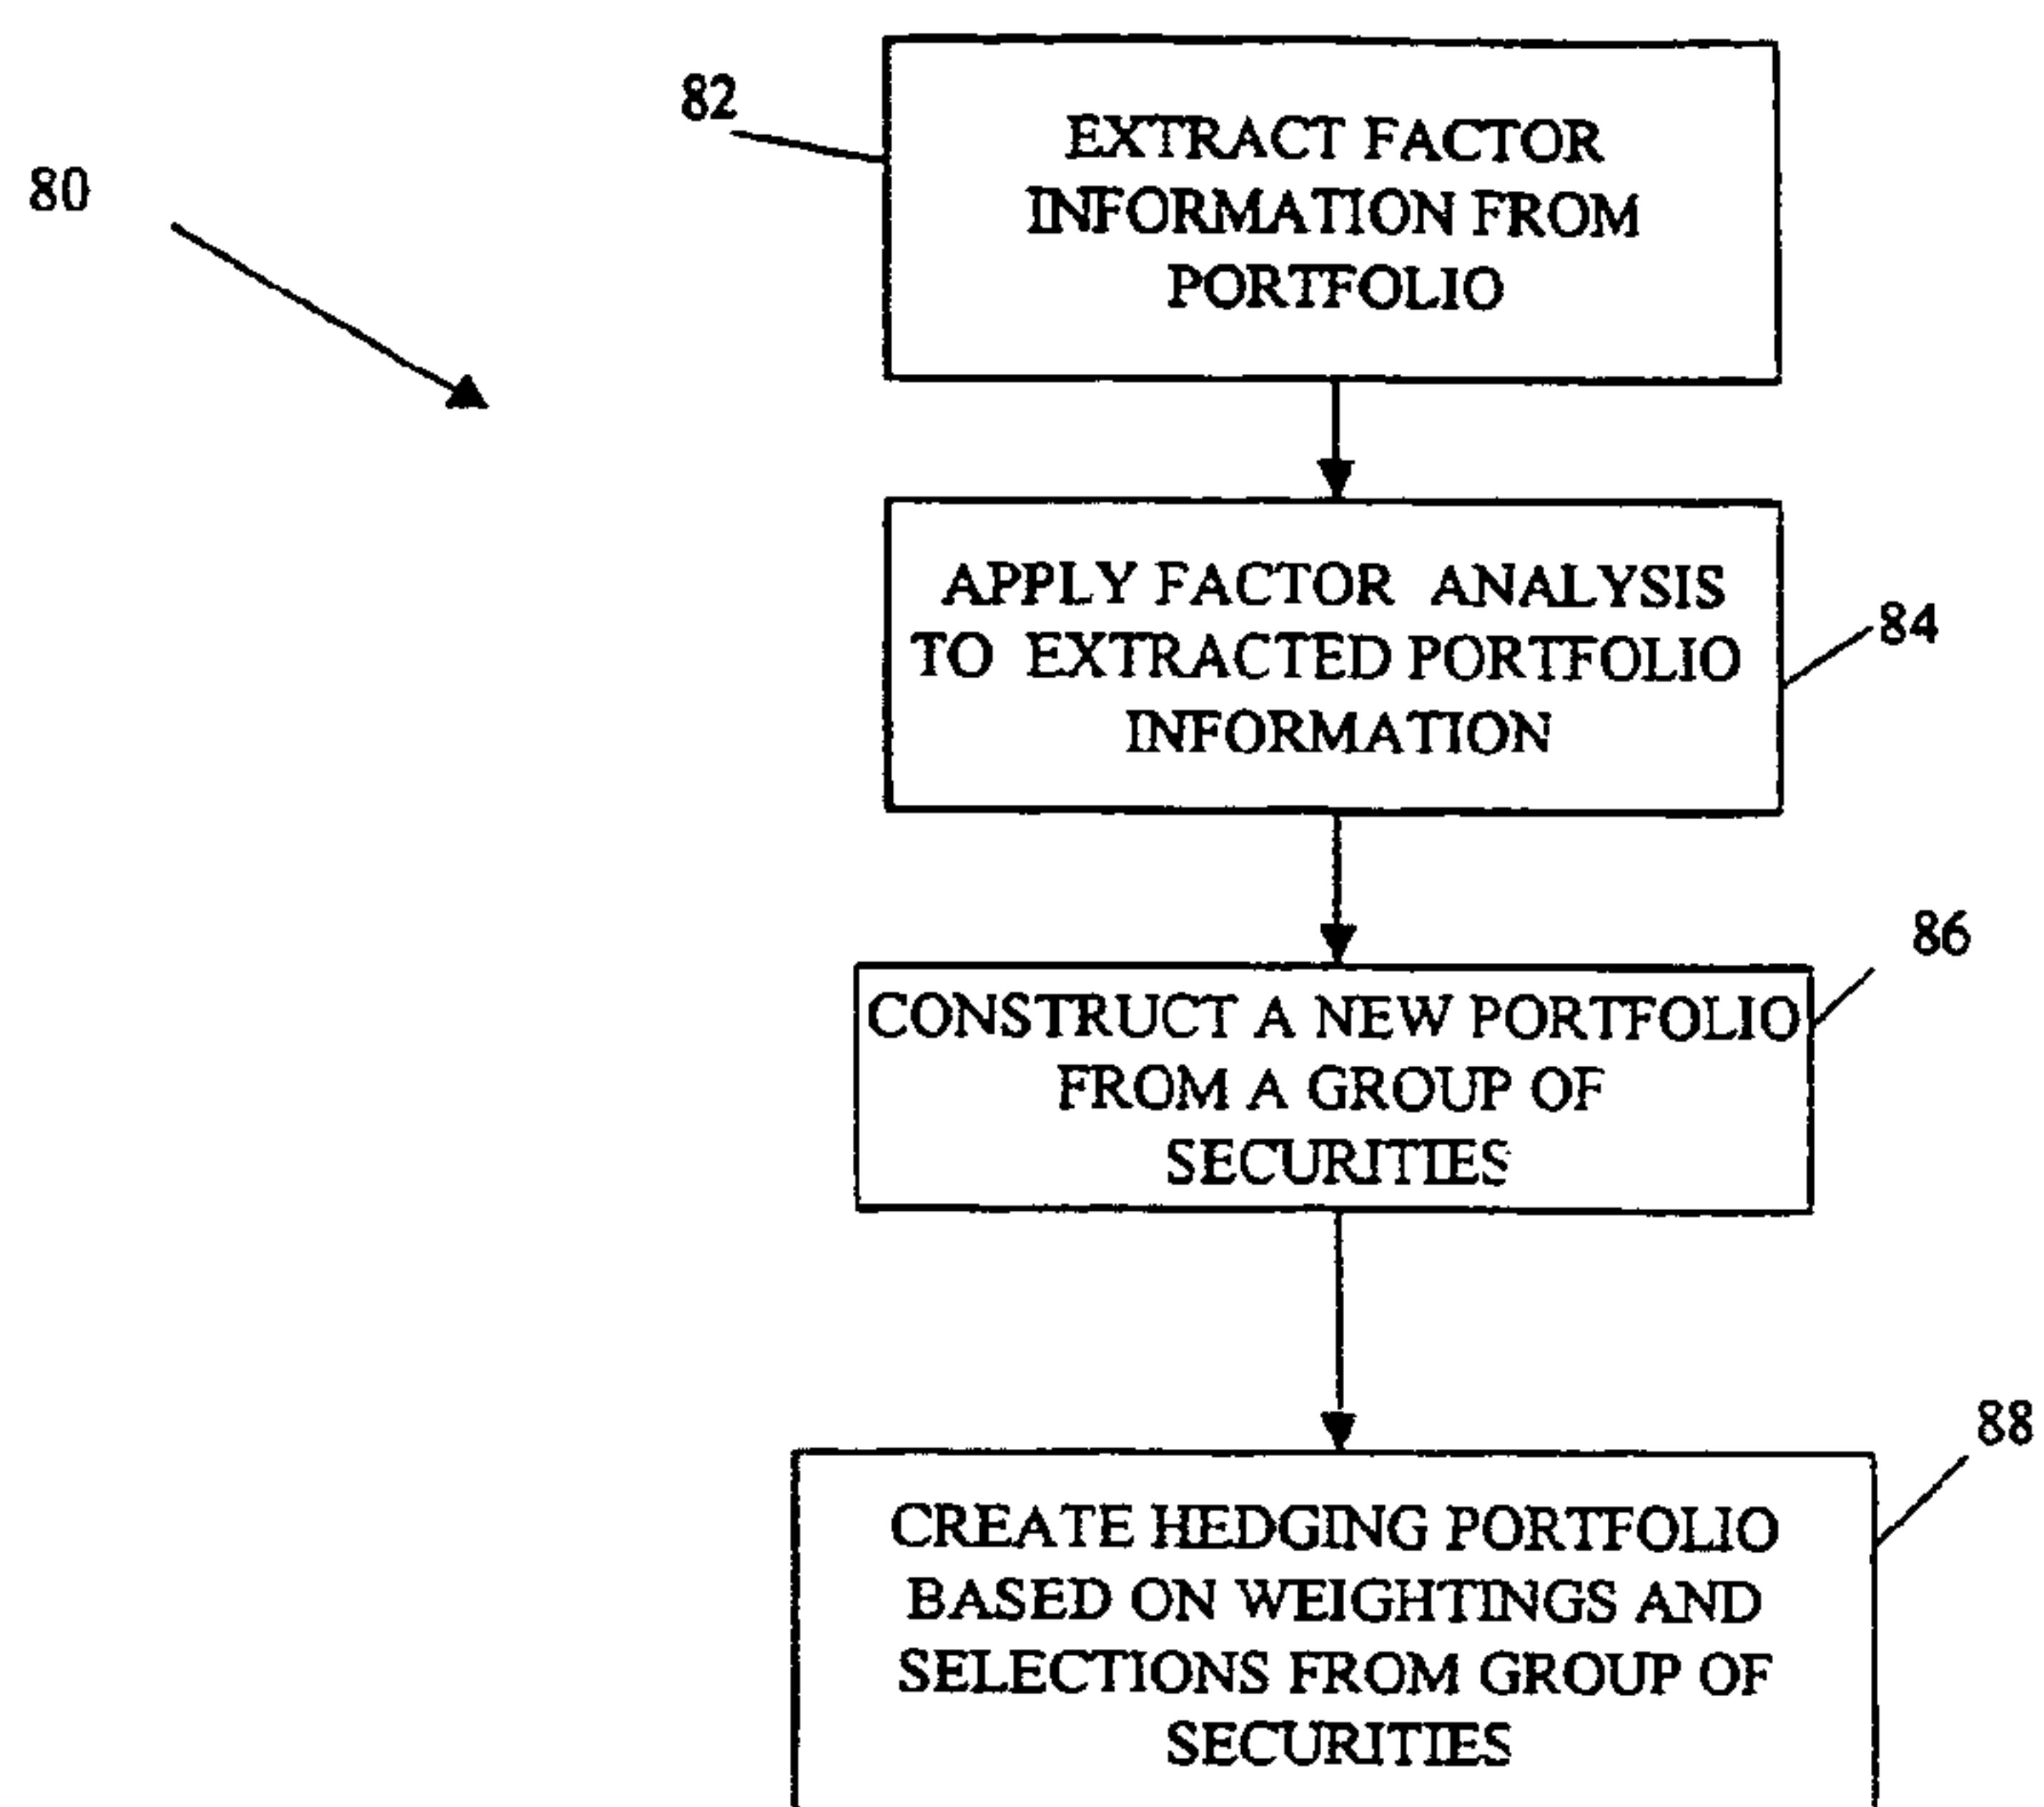 82
EXTRACT FACTOR
INFORMATION FROM
PORTFOLIO
80
APPLY FACTOR ANALYSIS
TO EXTRACTED PORTFOLIO
INFORMATION
84
86
CONSTRUCT A NEW PORTFOLIO
FROM A GROUP OF
SECURITIES
88
CREATE HEDGING PORTFOLIO
BASED ON WEIGHTINGS AND
SELECTIONS FROM GROUP OF
SECURITIES